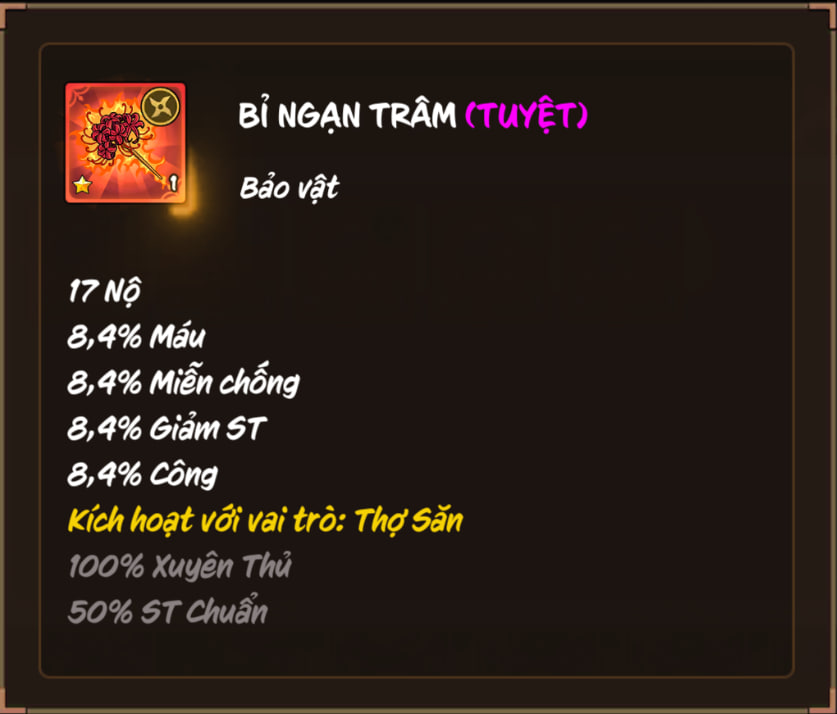 BỈ NGẠN TRÂM (TUYỆT)
1
Bảo vật
17 Nộ
8,4% Máu
8,4% Miễn chống
8,4% Giảm ST
8,4% Công
Kích hoạt với vai trò: Thợ Săn
100% Xuyên Thủ
50% ST Chuẩn